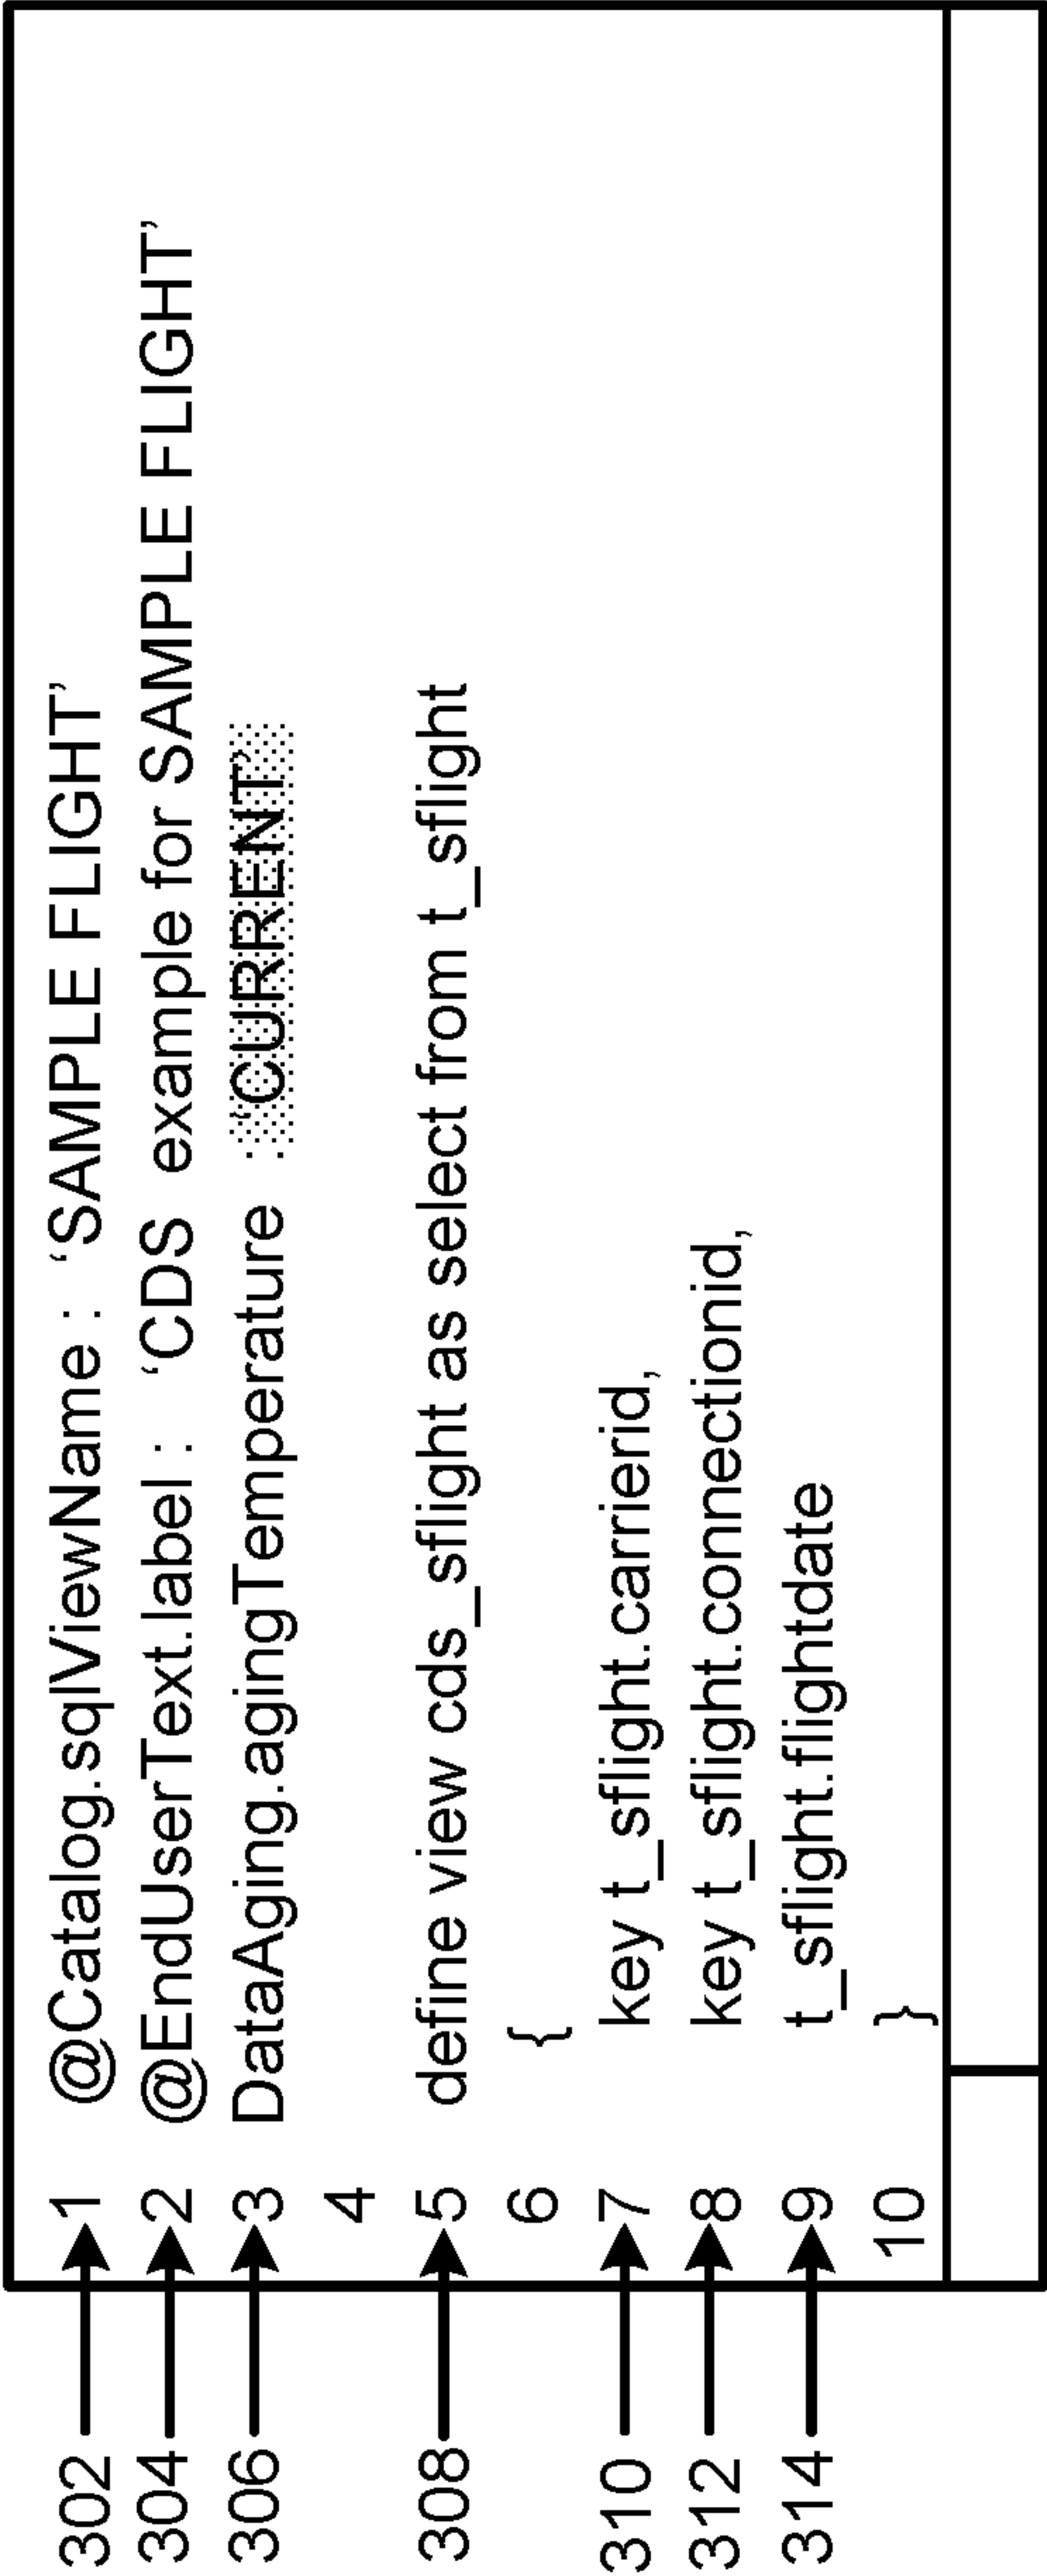 302 1 @Catalog.sqlViewName : ‘SAMPLE FLIGHT’
304 2 @EndUserText.label : ‘CDS example for SAMPLE FLIGHT’
306 3 DataAging.agingTemperature : ‘CURRENT’
4
308 5 define view cds_sflight as select from t_sflight
6 {
310 7 key t_sflight.carrierid,
312 8 key t_sflight.connectionid,
314 9 t_sflight.flightdate
10 }